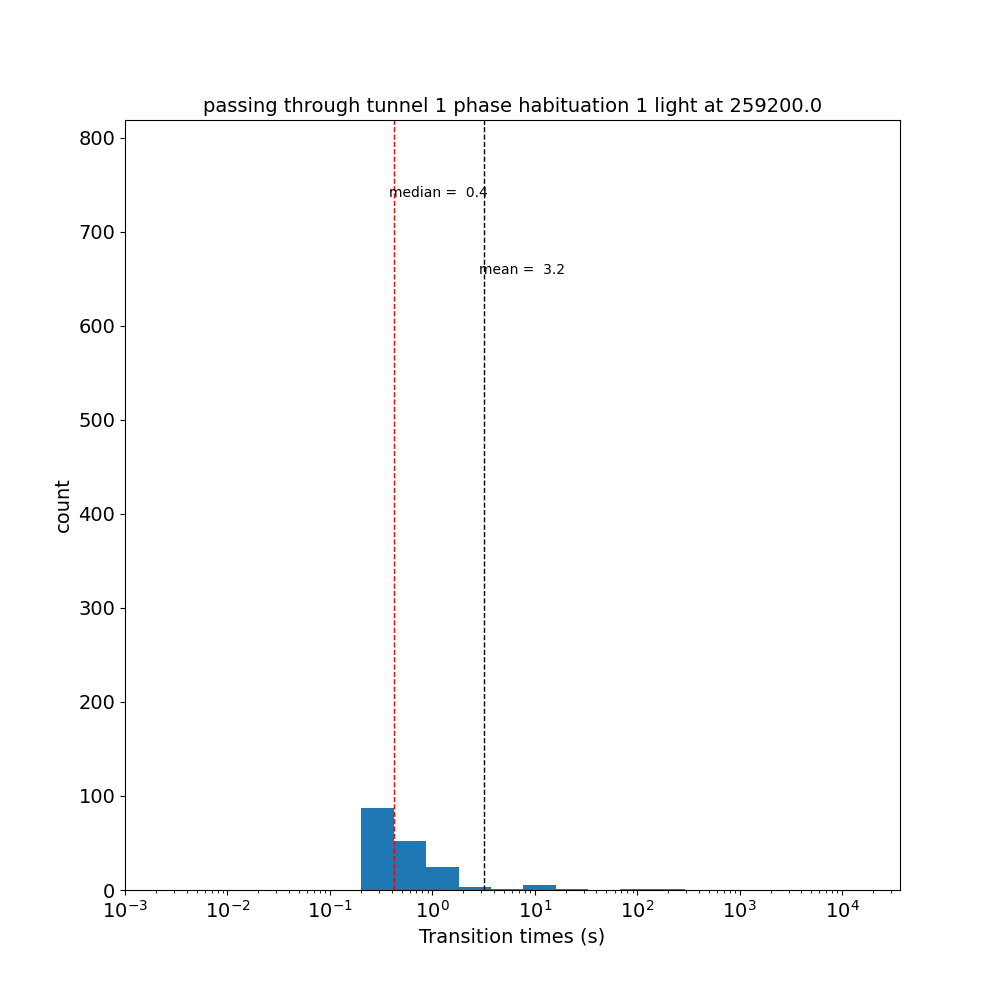 passing through tunnel 1 phase habituation 1 light at 259200.0
800
median =  0.4
700
mean =  3.2
600
500
400
300
200
100
0
count
10⁻³ 10⁻² 10⁻¹ 10⁰ 10¹ 10² 10³ 10⁴
Transition times (s)